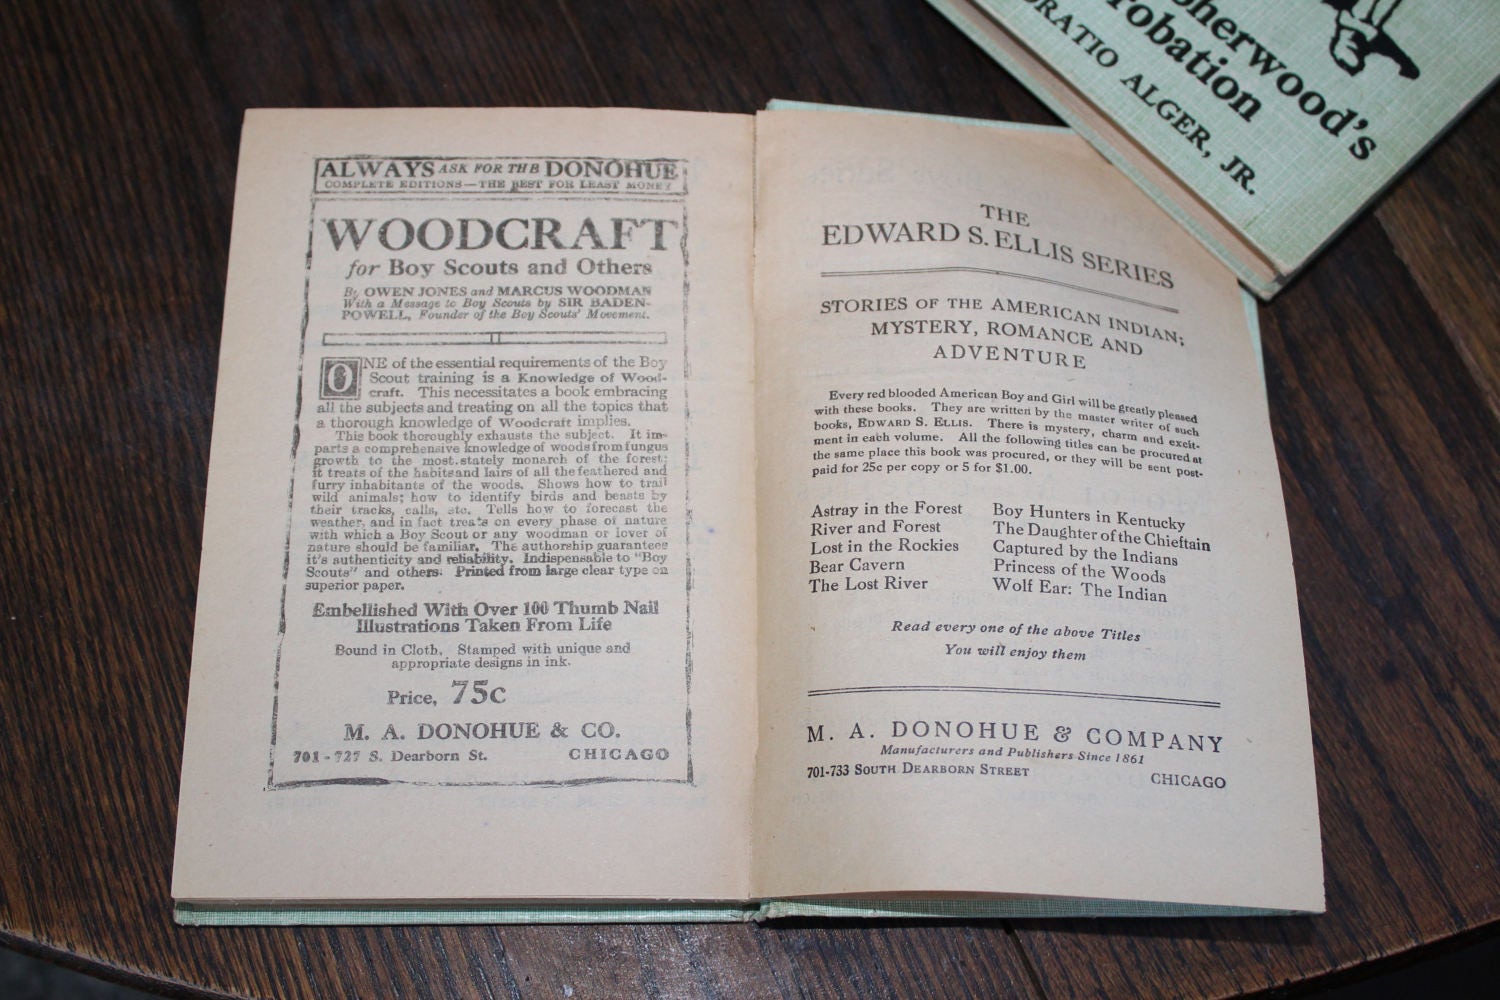 ALWAYS ASK FOR THE DONOHUE
COMPLETE EDITIONS—THE BEST FOR LEAST MONEY
WOODCRAFT
for Boy Scouts and Others
By OWEN JONES and MARCUS WOODMAN
With a Message to Boy Scouts by SIR BADEN-
POWELL, Founder of the Boy Scouts' Movement.
ONE of the essential requirements of the Boy
Scout training is a Knowledge of Wood-
craft. This necessitates a book embracing
all the subjects and treating on all the topics that
a thorough knowledge of Woodcraft implies.
This book thoroughly exhausts the subject. It im-
parts a comprehensive knowledge of woods from fungus
growth to the most stately monarch of the forest;
it treats of the habits and lairs of all the feathered and
furry inhabitants of the woods. Shows how to trail
wild animals; how to identify birds and beasts by
their tracks, calls, etc. Tells how to forecast the
weather, and in fact treats on every phase of nature
with which a Boy Scout or any woodman or lover of
nature should be familiar. The authorship guarantees
it's authenticity and reliability. Indispensable to "Boy
Scouts" and others. Printed from large clear type on
superior paper.
Embellished With Over 100 Thumb Nail
Illustrations Taken From Life
Bound in Cloth. Stamped with unique and
appropriate designs in ink.
Price, 75c
M. A. DONOHUE & CO.
701-727 S. Dearborn St. CHICAGO
THE
EDWARD S. ELLIS SERIES
STORIES OF THE AMERICAN INDIAN;
MYSTERY, ROMANCE AND
ADVENTURE
Every red blooded American Boy and Girl will be greatly pleased
with these books. They are written by the master writer of such
books, EDWARD S. ELLIS. There is mystery, charm and excit-
ment in each volume. All the following titles can be procured at
the same place this book was procured, or they will be sent post-
paid for 25c per copy or 5 for $1.00.
Astray in the Forest
River and Forest
Lost in the Rockies
Bear Cavern
The Lost River
Boy Hunters in Kentucky
The Daughter of the Chieftain
Captured by the Indians
Princess of the Woods
Wolf Ear: The Indian
Read every one of the above Titles
You will enjoy them
M. A. DONOHUE & COMPANY
Manufacturers and Publishers Since 1861
701-733 SOUTH DEARBORN STREET
CHICAGO
herwood's
robation
ORATIO ALGER, JR.